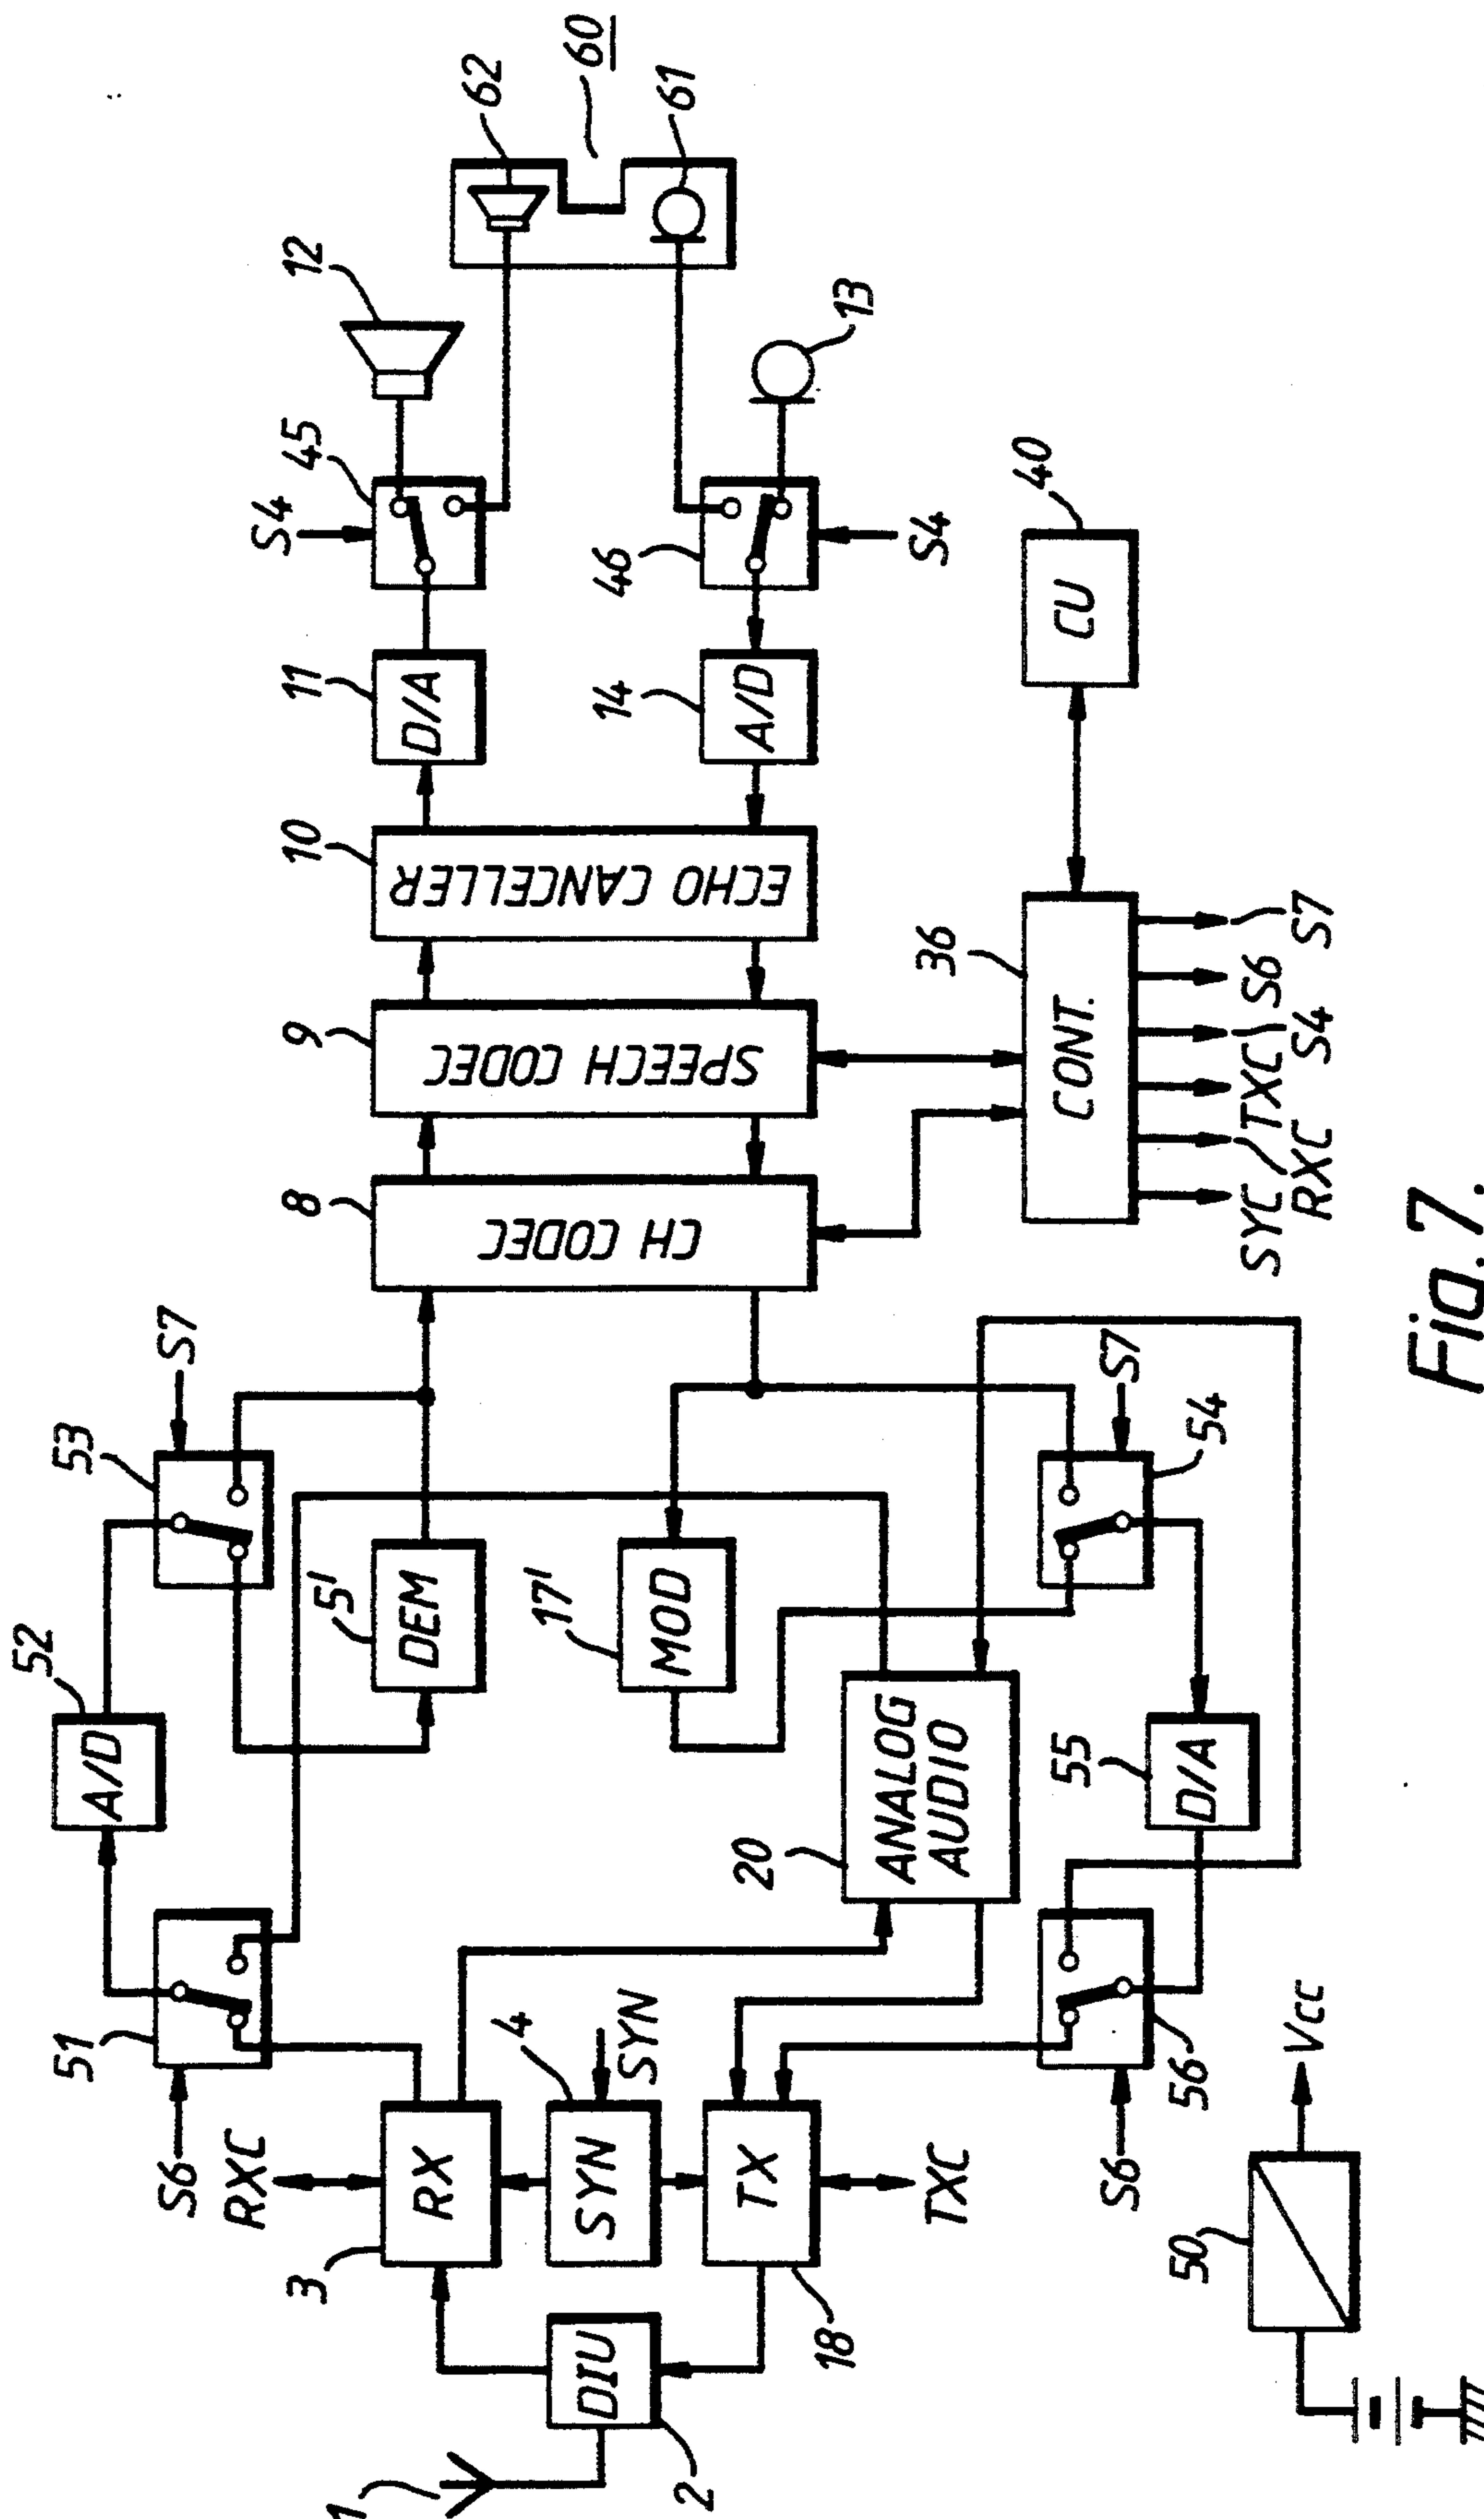 52
53
S7
51
A/D
S6
RXC
S4
45
12
62
60
3
RX
5'
DEM
8
9
10
11
D/A
1
4
SYN
SYN
17'
MOD
CH CODEC
SPEECH CODEC
ECHO CANCELLER
14
A/D
46
61
13
DIU
2
TX
18
TXC
20
ANALOG
AUDIO
S4
36
CONT.
40
CU
S6
56
55
D/A
54
S7
50
Vcc
SYC
TXC
S6
RXC
S4
S7
Fig. 7.